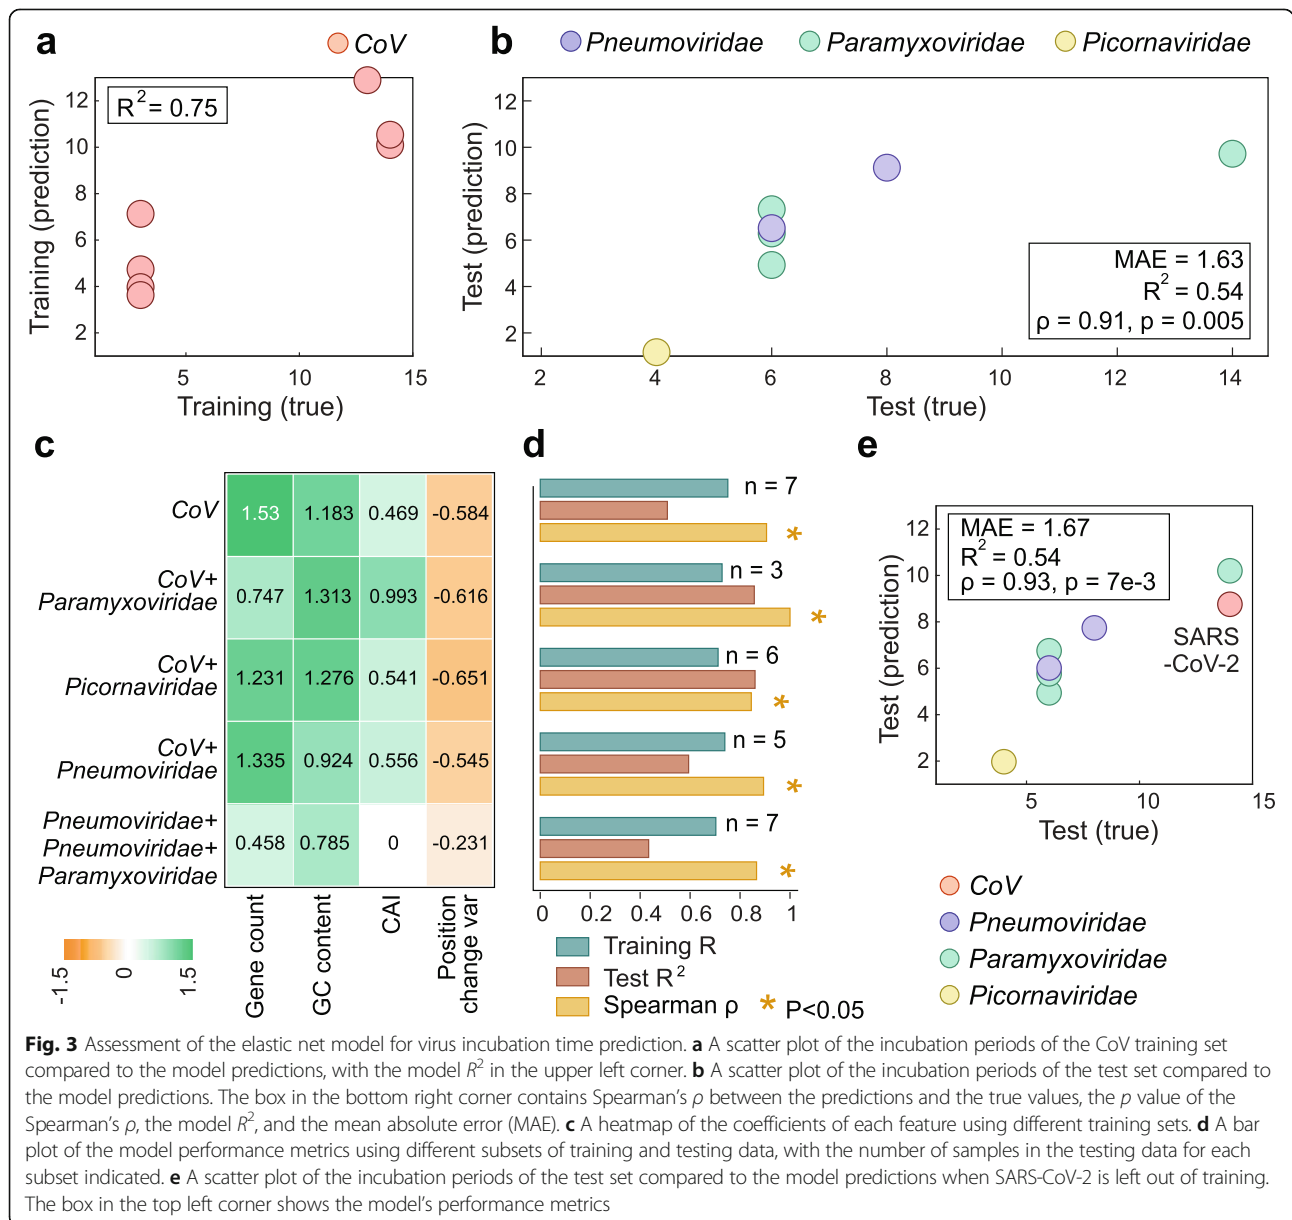 a
CoV
R² = 0.75
12
10
8
6
4
2
Training (prediction)
5
10
15
Training (true)
b
Pneumoviridae
Paramyxoviridae
Picornaviridae
12
10
8
6
4
2
Test (prediction)
MAE = 1.63
R² = 0.54
ρ = 0.91, p = 0.005
2
4
6
8
10
12
14
Test (true)
c
CoV
1.53
1.183
0.469
-0.584
CoV+
Paramyxoviridae
0.747
1.313
0.993
-0.616
CoV+
Picornaviridae
1.231
1.276
0.541
-0.651
CoV+
Pneumoviridae
1.335
0.924
0.556
-0.545
Pneumoviridae+
Pneumoviridae+
Paramyxoviridae
0.458
0.785
0
-0.231
Gene count
GC content
CAI
Position
change var
-1.5
0
1.5
d
n = 7
*
n = 3
*
n = 6
*
n = 5
*
n = 7
*
0
0.2
0.4
0.6
0.8
1
Training R
Test R²
Spearman ρ
* P<0.05
e
MAE = 1.67
R² = 0.54
ρ = 0.93, p = 7e-3
12
10
8
6
4
2
Test (prediction)
SARS
-CoV-2
5
10
15
Test (true)
CoV
Pneumoviridae
Paramyxoviridae
Picornaviridae
Fig. 3 Assessment of the elastic net model for virus incubation time prediction. a A scatter plot of the incubation periods of the CoV training set
compared to the model predictions, with the model R² in the upper left corner. b A scatter plot of the incubation periods of the test set compared to
the model predictions. The box in the bottom right corner contains Spearman's ρ between the predictions and the true values, the p value of the
Spearman's ρ, the model R², and the mean absolute error (MAE). c A heatmap of the coefficients of each feature using different training sets. d A bar
plot of the model performance metrics using different subsets of training and testing data, with the number of samples in the testing data for each
subset indicated. e A scatter plot of the incubation periods of the test set compared to the model predictions when SARS-CoV-2 is left out of training.
The box in the top left corner shows the model's performance metrics